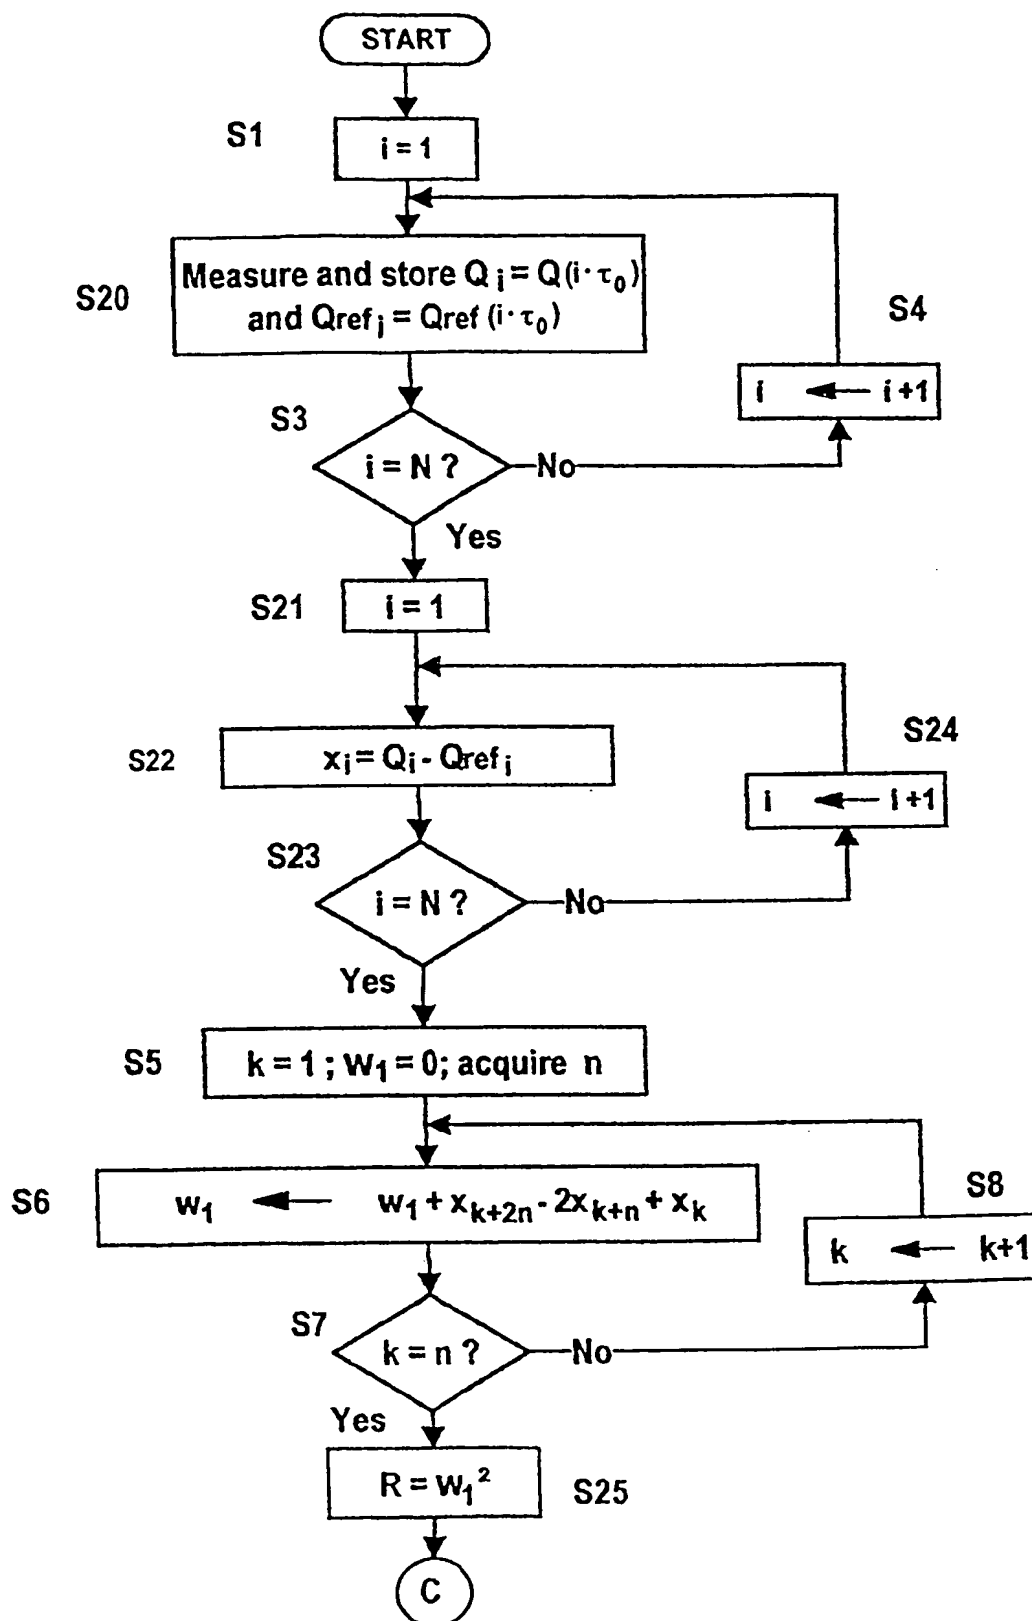 START
S1
i = 1
S20
Measure and store Q i = Q (i · τ₀)
and Qref i = Qref (i · τ₀)
S4
i ← i+1
S3
i = N ?
No
Yes
S21
i = 1
S22
xᵢ = Qᵢ - Qref i
S24
i ← i+1
S23
i = N ?
No
Yes
S5
k = 1 ; w₁ = 0; acquire n
S6
w₁ ← w₁ + xₖ₊₂ₙ - 2xₖ₊ₙ + xₖ
S8
k ← k+1
S7
k = n ?
No
Yes
R = w₁²
S25
C